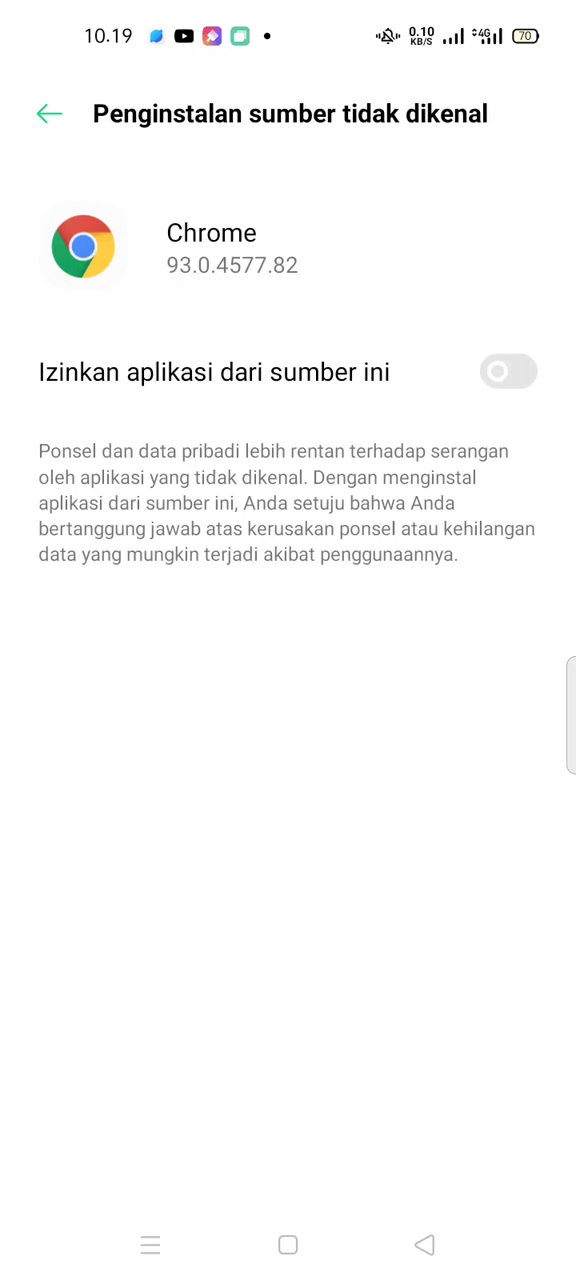 10.19
0.10
KB/S
4G
70
Penginstalan sumber tidak dikenal
Chrome
93.0.4577.82
Izinkan aplikasi dari sumber ini
Ponsel dan data pribadi lebih rentan terhadap serangan
oleh aplikasi yang tidak dikenal. Dengan menginstal
aplikasi dari sumber ini, Anda setuju bahwa Anda
bertanggung jawab atas kerusakan ponsel atau kehilangan
data yang mungkin terjadi akibat penggunaannya.